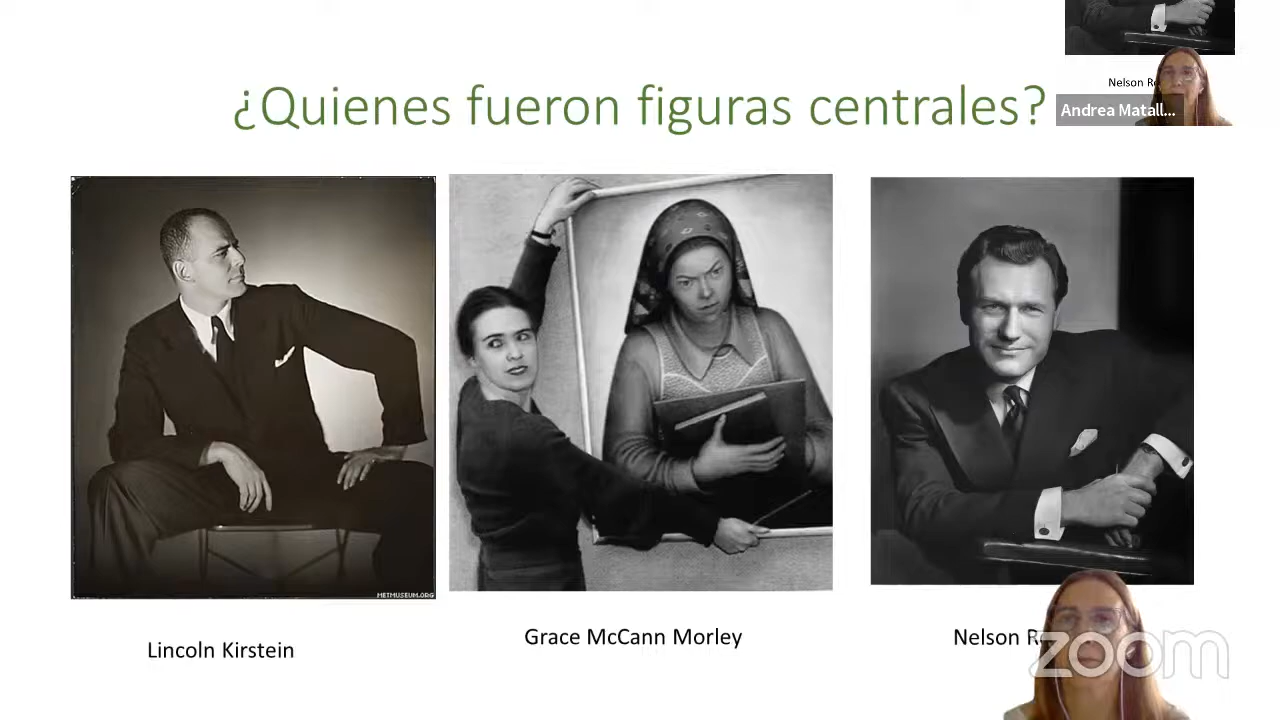 Nelson
¿Quienes fueron figuras centrales?
Andrea Matall...
METMUSEUM.ORG
Lincoln Kirstein
Grace McCann Morley
Nelson
zoom